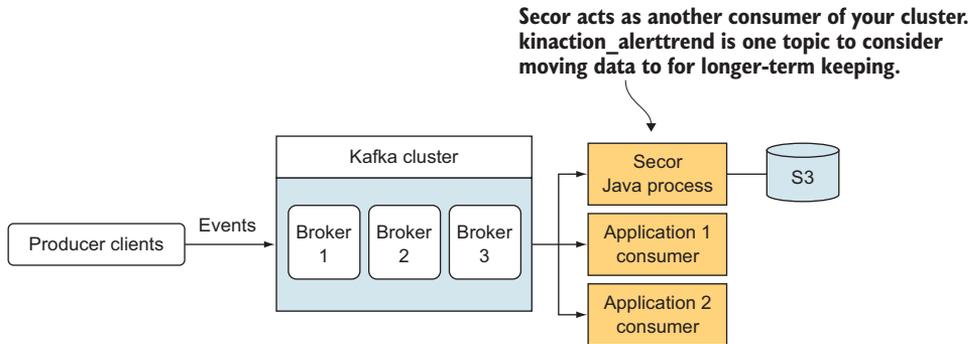 Secor acts as another consumer of your cluster.
kinaction_alerttrend is one topic to consider
moving data to for longer-term keeping.
Kafka cluster
Producer clients
Events
Broker
1
Broker
2
Broker
3
Secor
Java process
S3
Application 1
consumer
Application 2
consumer